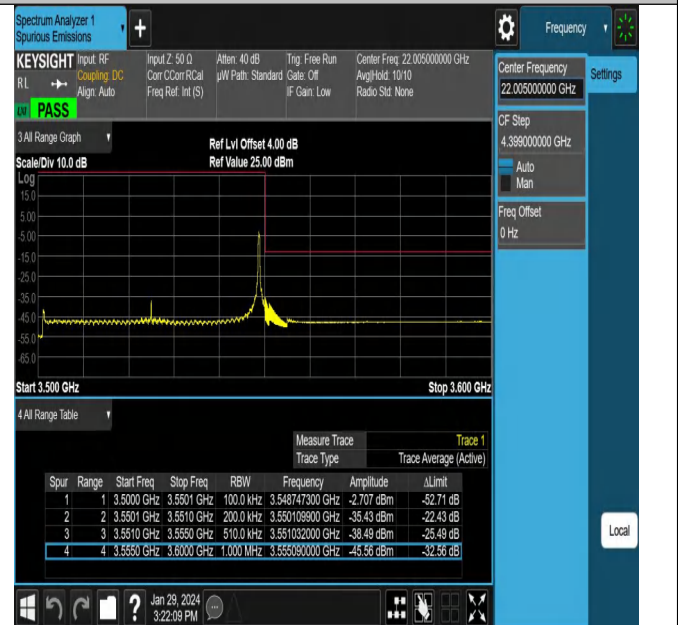 Spectrum Analyzer 1
Spurious Emissions
+
Frequency
KEYSIGHT Input: RF Input Z: 50 Ω Atten: 40 dB Trig: Free Run Center Freq: 22.005000000 GHz
RL Coupling: DC Corr CCorr RCal µW Path: Standard Gate: Off Avg|Hold: 10/10
Align: Auto Freq Ref: Int (S) IF Gain: Low Radio Std: None
PASS
Center Frequency
22.005000000 GHz
Settings
CF Step
4.399000000 GHz
Auto
Man
Freq Offset
0 Hz
3 All Range Graph
Ref Lvl Offset 4.00 dB
Scale/Div 10.0 dB Ref Value 25.00 dBm
Log
15.0
5.00
-5.00
-15.0
-25.0
-35.0
-45.0
-55.0
-65.0
Start 3.500 GHz Stop 3.600 GHz
4 All Range Table
Measure Trace Trace 1
Trace Type Trace Average (Active)
Spur Range Start Freq Stop Freq RBW Frequency Amplitude ΔLimit
1 1 3.5000 GHz 3.5501 GHz 100.0 kHz 3.548747300 GHz -2.707 dBm -52.71 dB
2 2 3.5501 GHz 3.5510 GHz 200.0 kHz 3.550109900 GHz -35.43 dBm -22.43 dB
3 3 3.5510 GHz 3.5550 GHz 510.0 kHz 3.551032000 GHz -38.49 dBm -25.49 dB
4 4 3.5550 GHz 3.6000 GHz 1.000 MHz 3.555090000 GHz -45.56 dBm -32.56 dB
Local
?
Jan 29, 2024
3:22:09 PM